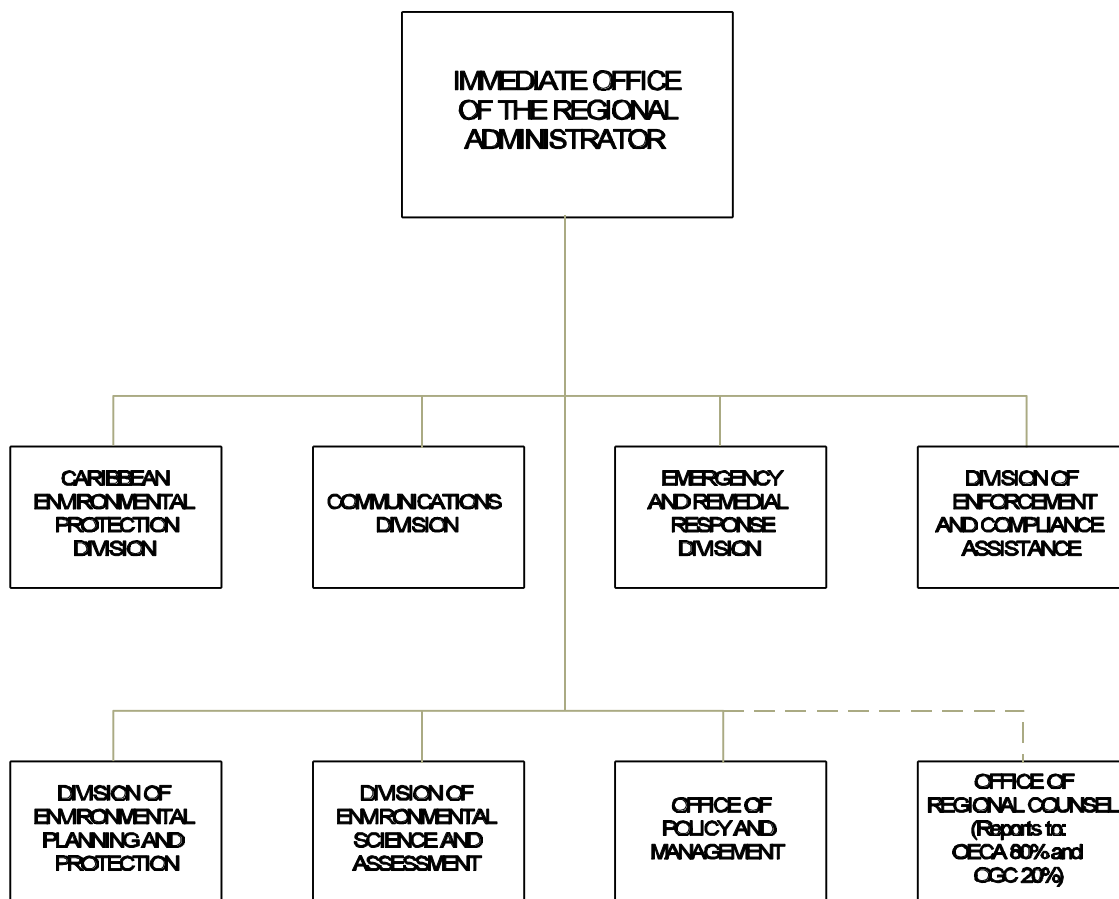 IMMEDIATE OFFICE
OF THE REGIONAL
ADMINISTRATOR
CARIBBEAN
ENVIRONMENTAL
PROTECTION
DIVISION
COMMUNICATIONS
DIVISION
EMERGENCY
AND REMEDIAL
RESPONSE
DIVISION
DIVISION OF
ENFORCEMENT
AND COMPLIANCE
ASSISTANCE
DIVISION OF
ENVIRONMENTAL
PLANNING AND
PROTECTION
DIVISION OF
ENVIRONMENTAL
SCIENCE AND
ASSESSMENT
OFFICE OF
POLICY AND
MANAGEMENT
OFFICE OF
REGIONAL COUNSEL
(Reports to:
OECA 80% and
OGC 20%)